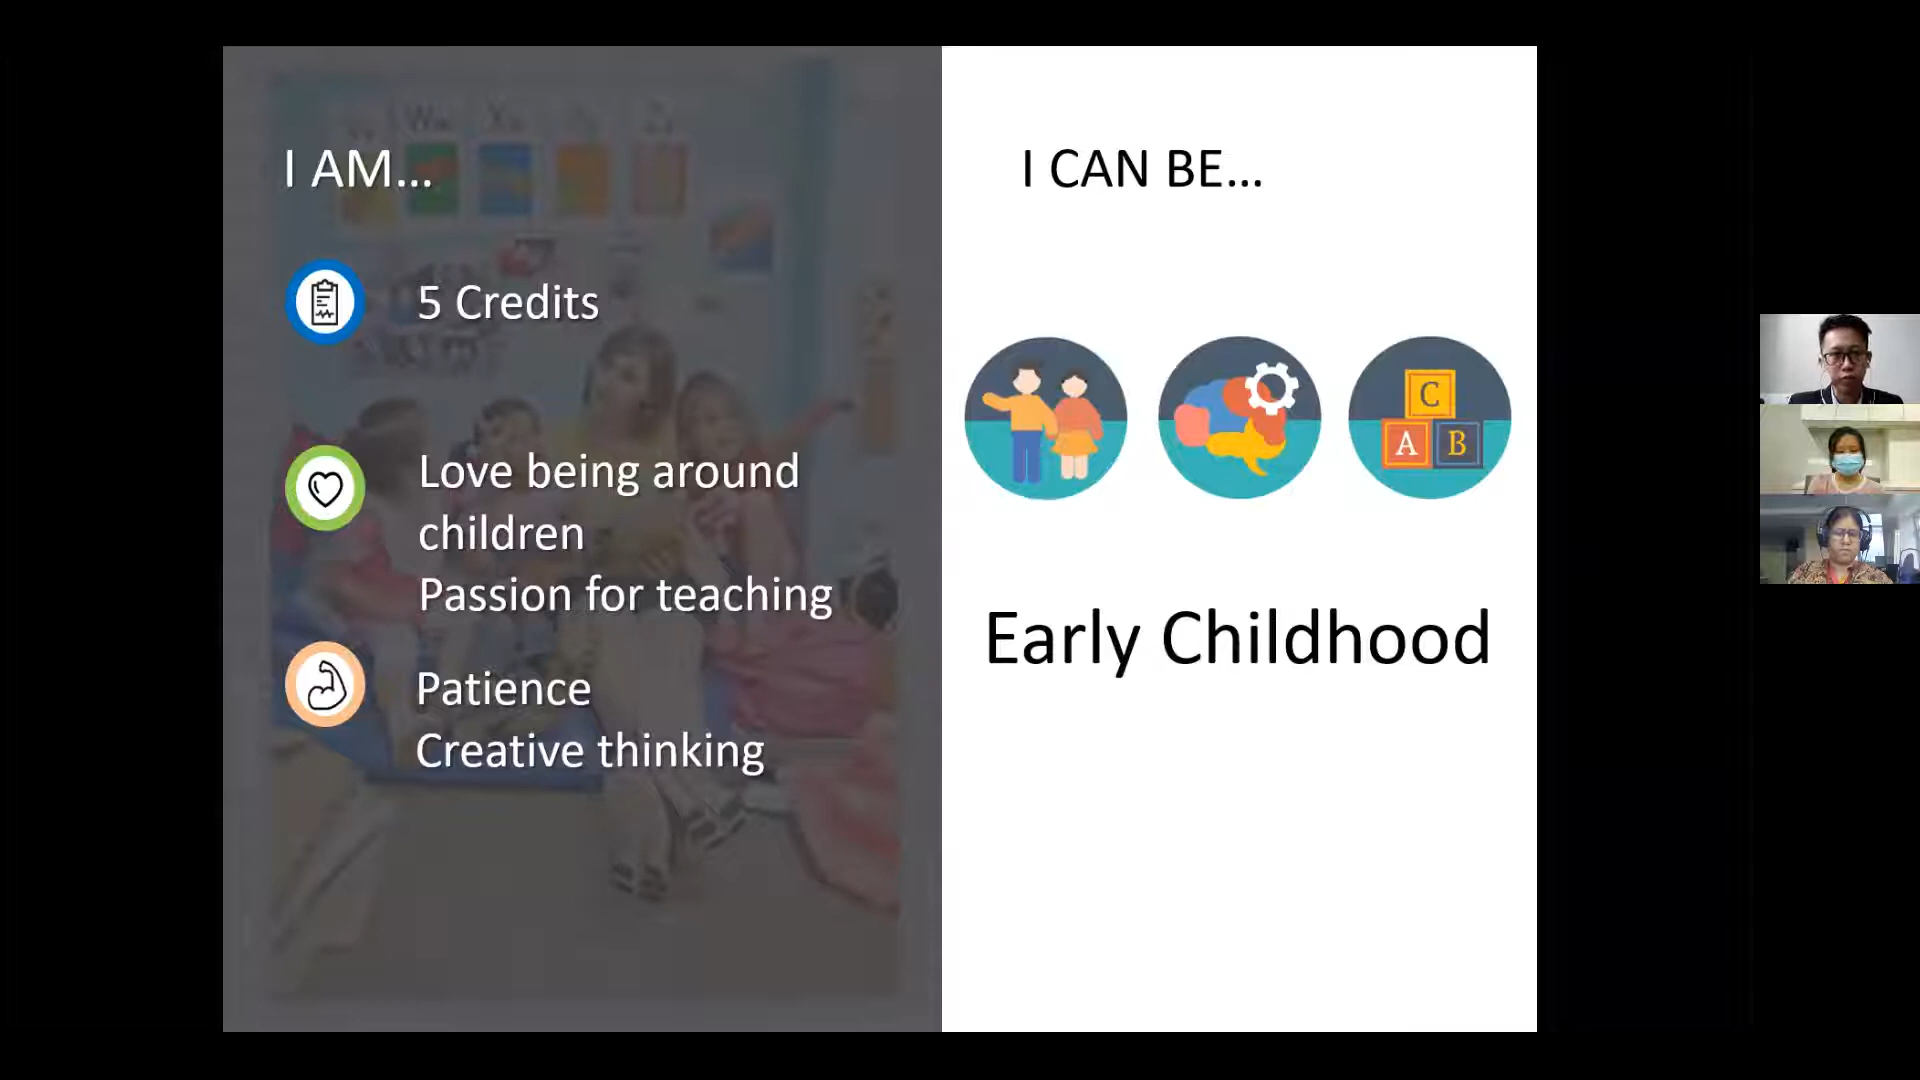 I AM...
5 Credits
Love being around
children
Passion for teaching
Patience
Creative thinking
I CAN BE...
C
A B
Early Childhood